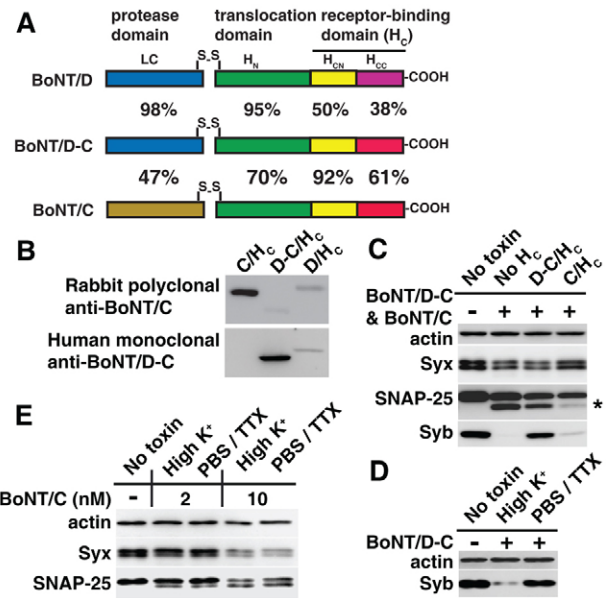 A
protease translocation receptor-binding
domain domain domain (HC)
LC S-S HN HCN HCC
BoNT/D -COOH
98% 95% 50% 38%
S-S
BoNT/D-C -COOH
47% 70% 92% 61%
S-S
BoNT/C -COOH
B
C/HC D-C/HC D/HC
Rabbit polyclonal
anti-BoNT/C
Human monoclonal
anti-BoNT/D-C
C
No toxin No HC D-C/HC C/HC
BoNT/D-C
& BoNT/C - + + +
actin
Syx
SNAP-25 *
Syb
D
No toxin High K+ PBS / TTX
BoNT/D-C - + +
actin
Syb
E
No toxin High K+ PBS / TTX High K+ PBS / TTX
BoNT/C (nM) - 2 10
actin
Syx
SNAP-25